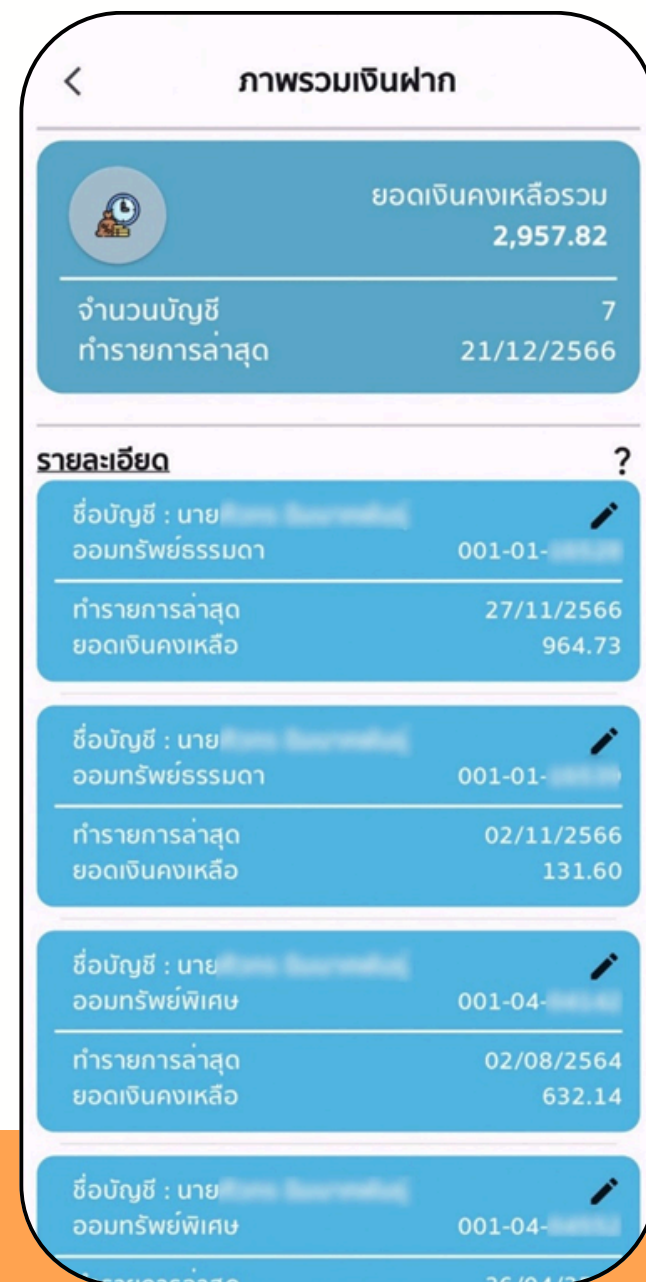 ภาพรวมเงินฝาก
ยอดเงินคงเหลือรวม
2,957.82
จำนวนบัญชี 7
ทำรายการล่าสุด 21/12/2566
รายละเอียด ?
ชื่อบัญชี : นาย
ออมทรัพย์ธรรมดา 001-01-
ทำรายการล่าสุด 27/11/2566
ยอดเงินคงเหลือ 964.73
ชื่อบัญชี : นาย
ออมทรัพย์ธรรมดา 001-01-
ทำรายการล่าสุด 02/11/2566
ยอดเงินคงเหลือ 131.60
ชื่อบัญชี : นาย
ออมทรัพย์พิเศษ 001-04-
ทำรายการล่าสุด 02/08/2564
ยอดเงินคงเหลือ 632.14
ชื่อบัญชี : นาย
ออมทรัพย์พิเศษ 001-04-